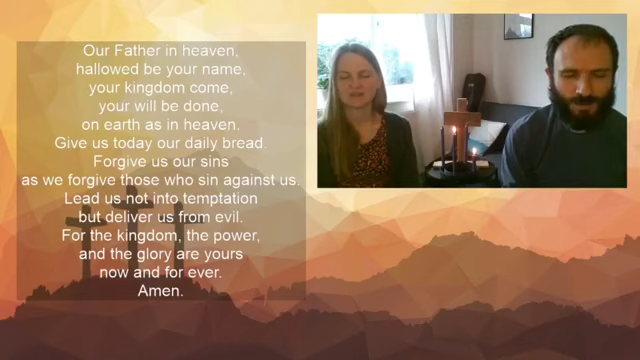 Our Father in heaven,
hallowed be your name,
your kingdom come,
your will be done,
on earth as in heaven.
Give us today our daily bread.
Forgive us our sins
as we forgive those who sin against us.
Lead us not into temptation
but deliver us from evil.
For the kingdom, the power,
and the glory are yours
now and for ever.
Amen.